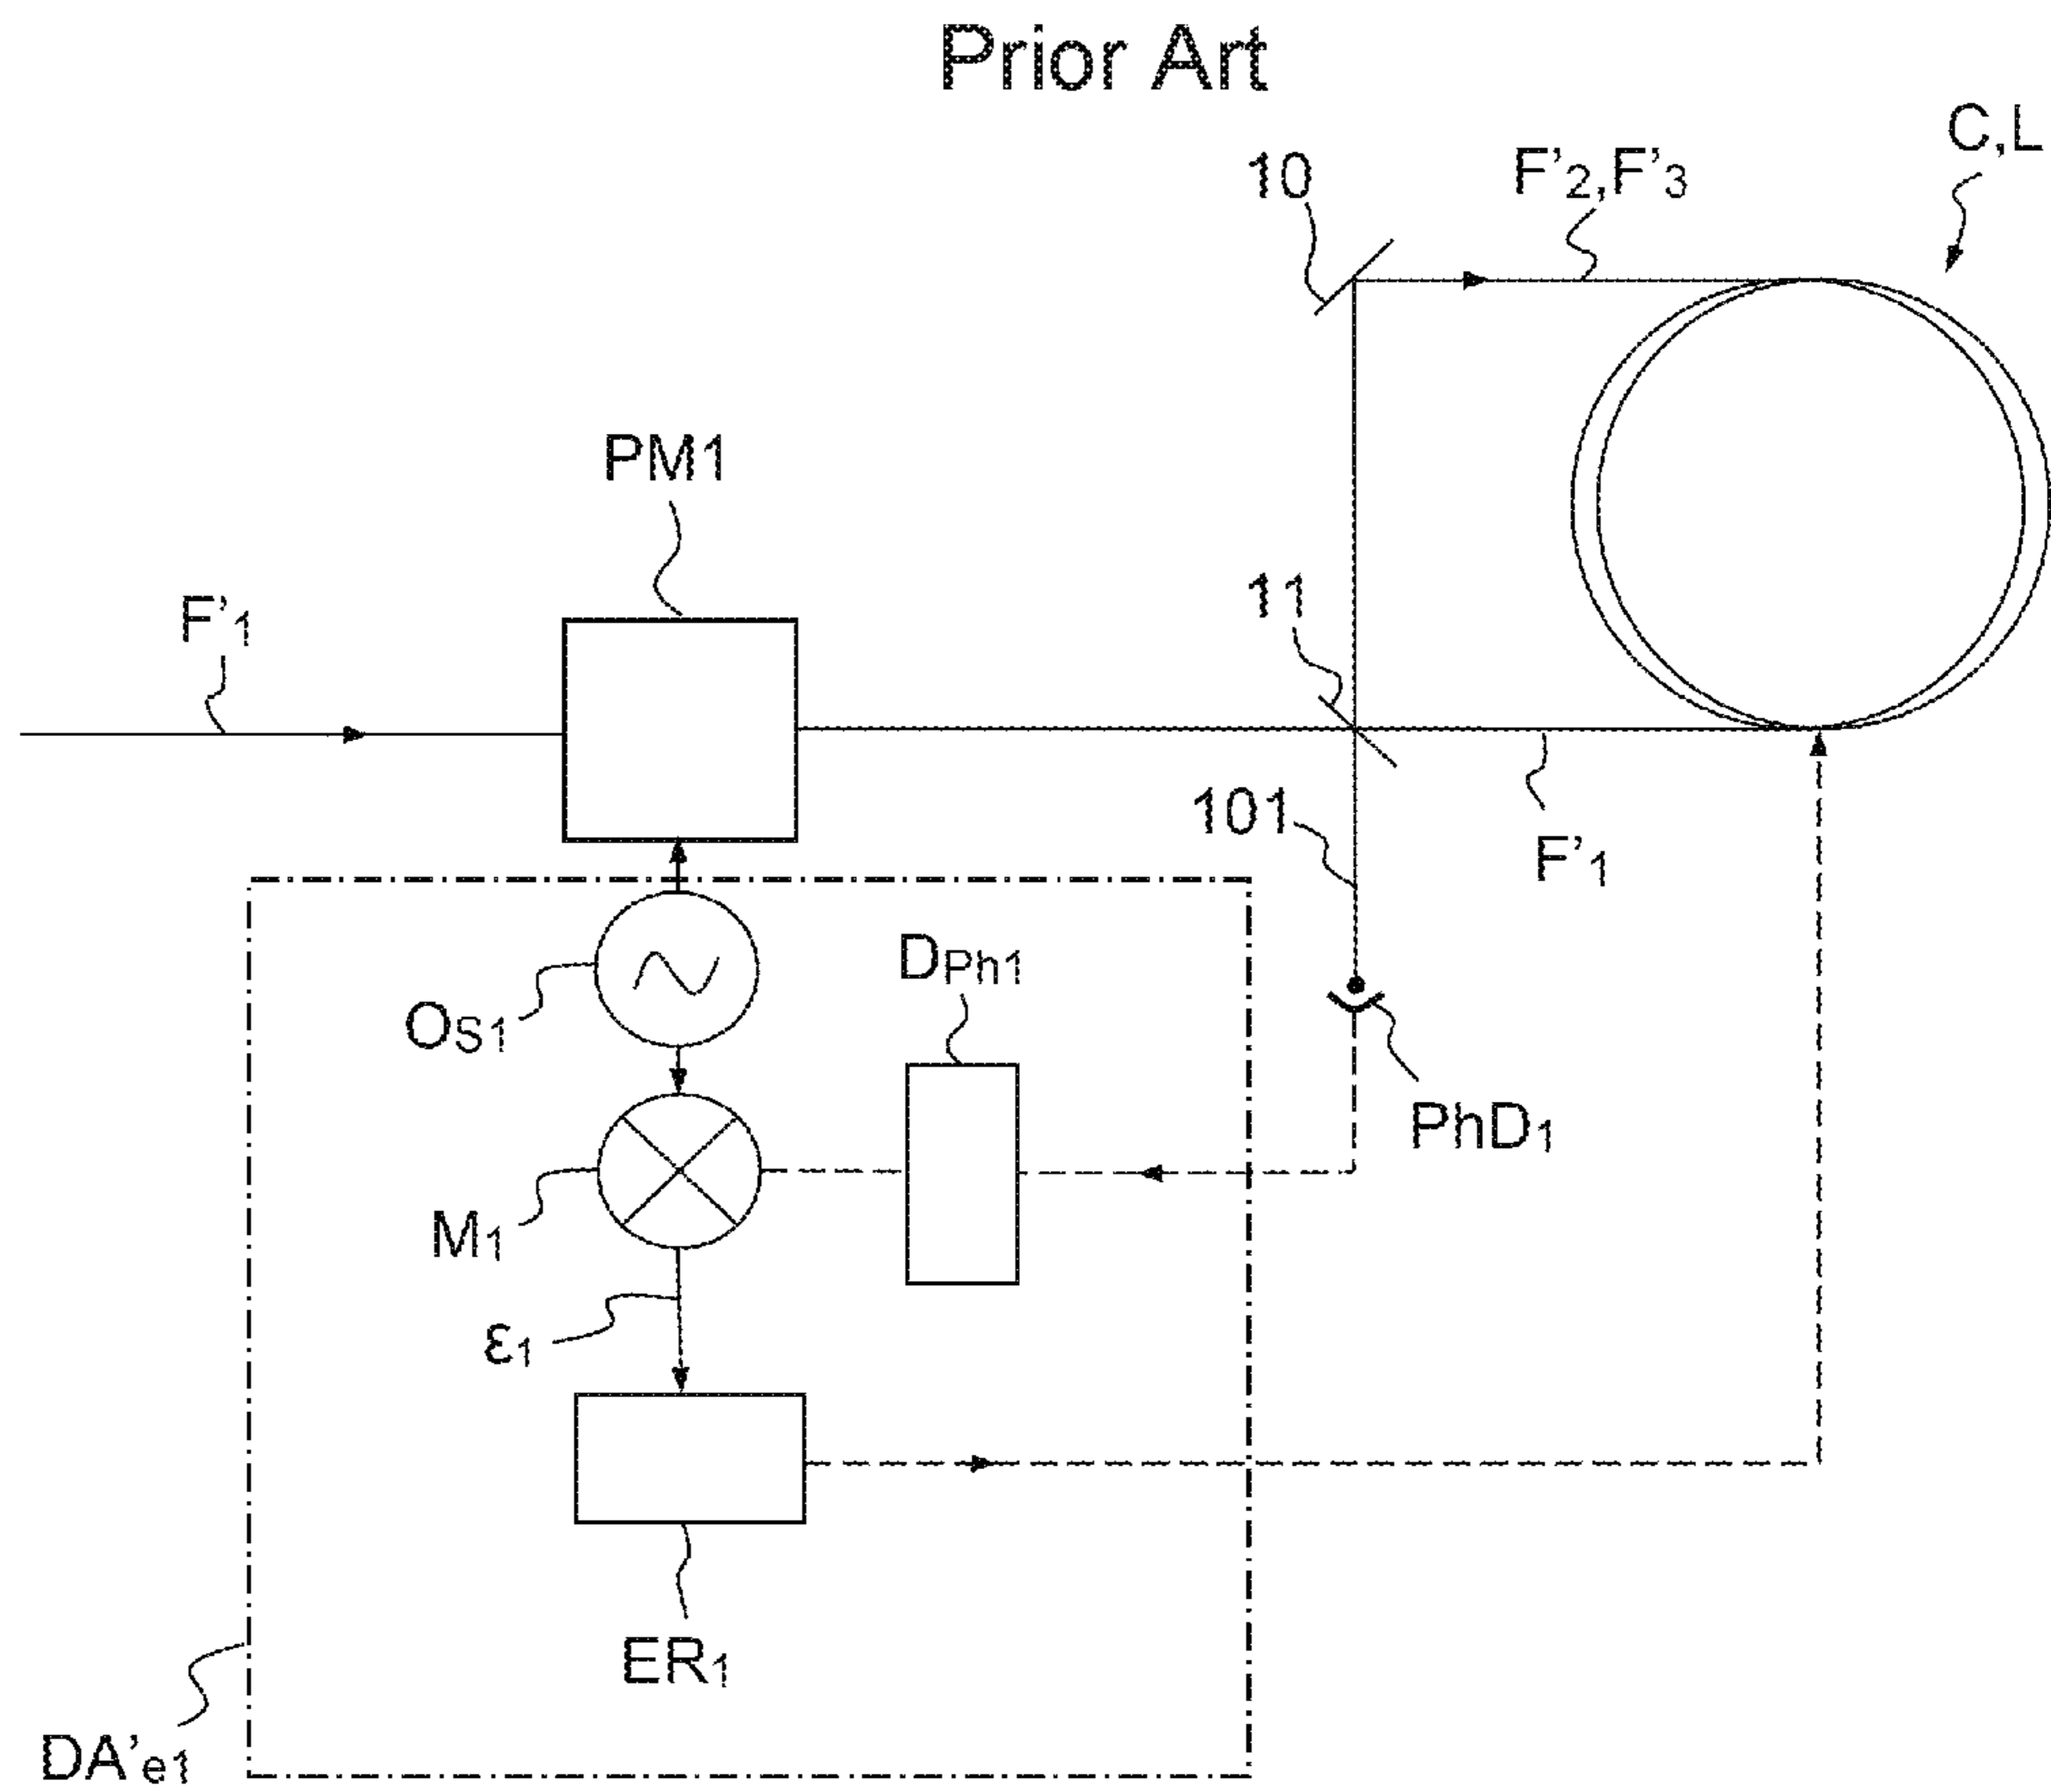 Prior Art
C,L
10
F’2,F’3
PM1
11
F’1
101
F’1
DPh1
OS1
PhD1
M1
ε1
ER1
DA’e1